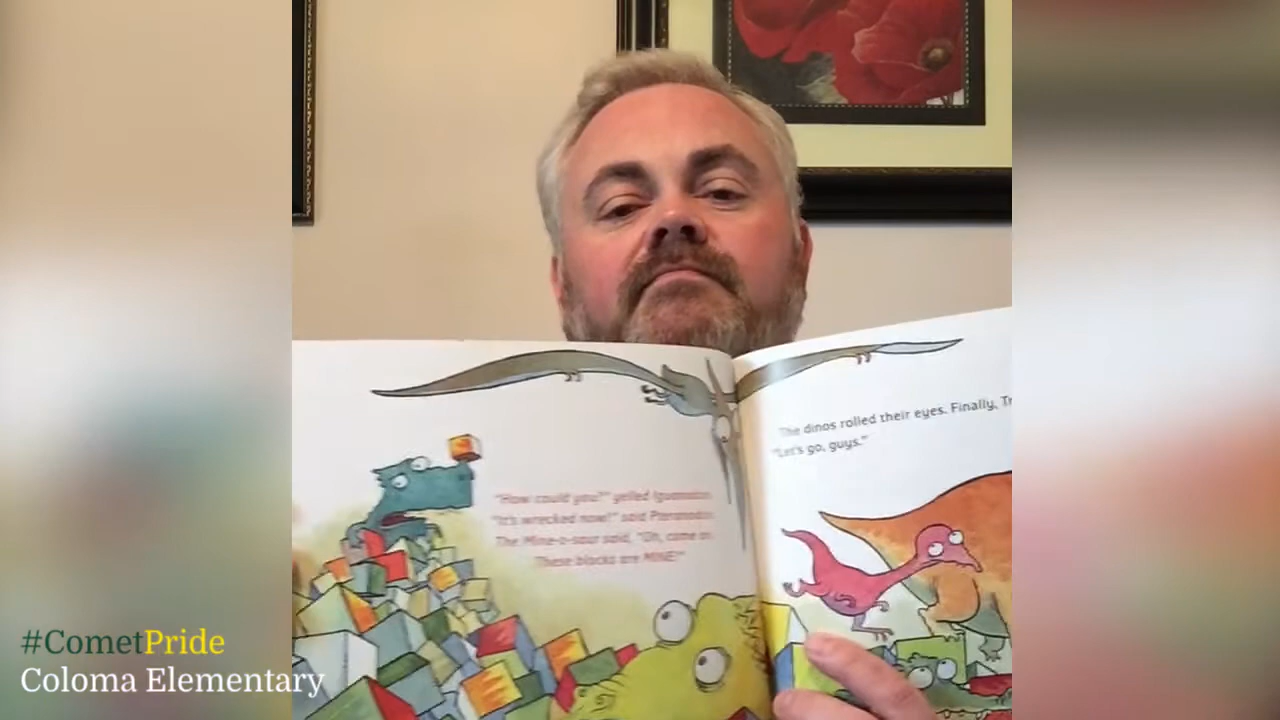 "How could you?" yelled Iguanodon
"It's wrecked now!" said Pteranodon
The Mine-o-saur said, "Oh, come on.
These blocks are MINE!"
The dinos rolled their eyes. Finally, Tr
"Let's go, guys."
#CometPride
Coloma Elementary